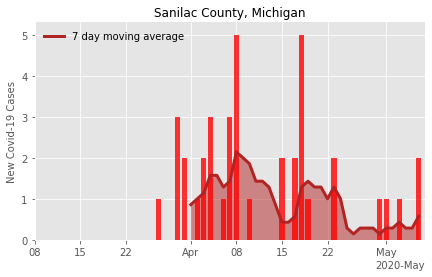 Sanilac County, Michigan
7 day moving average
New Covid-19 Cases
5
4
3
2
1
0
08 15 22 Apr 08 15 22 May
2020-May